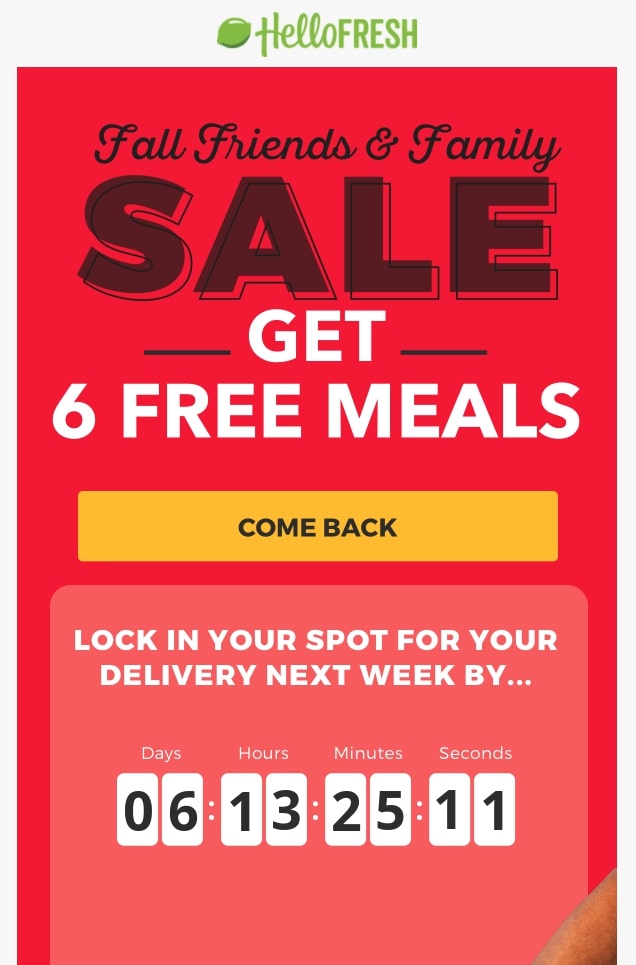 HelloFRESH
Fall Friends & Family
SALE
GET
6 FREE MEALS
COME BACK
LOCK IN YOUR SPOT FOR YOUR
DELIVERY NEXT WEEK BY...
Days Hours Minutes Seconds
06:13:25:11